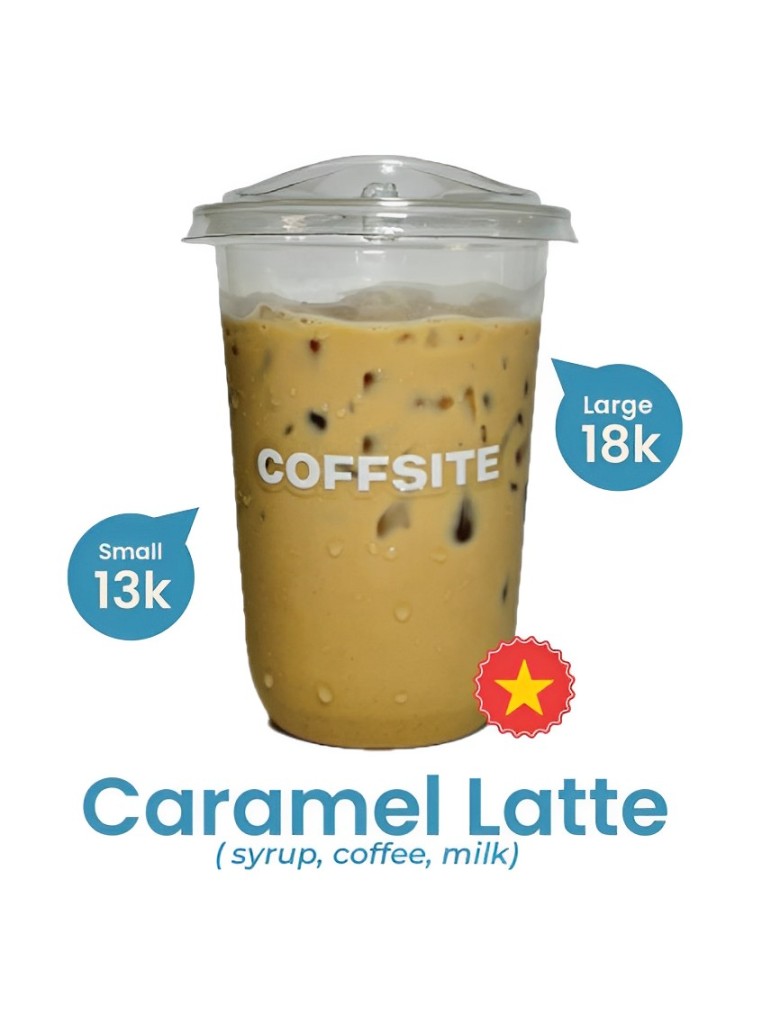 Large
18k
COFFSITE
Small
13k
Caramel Latte
( syrup, coffee, milk)